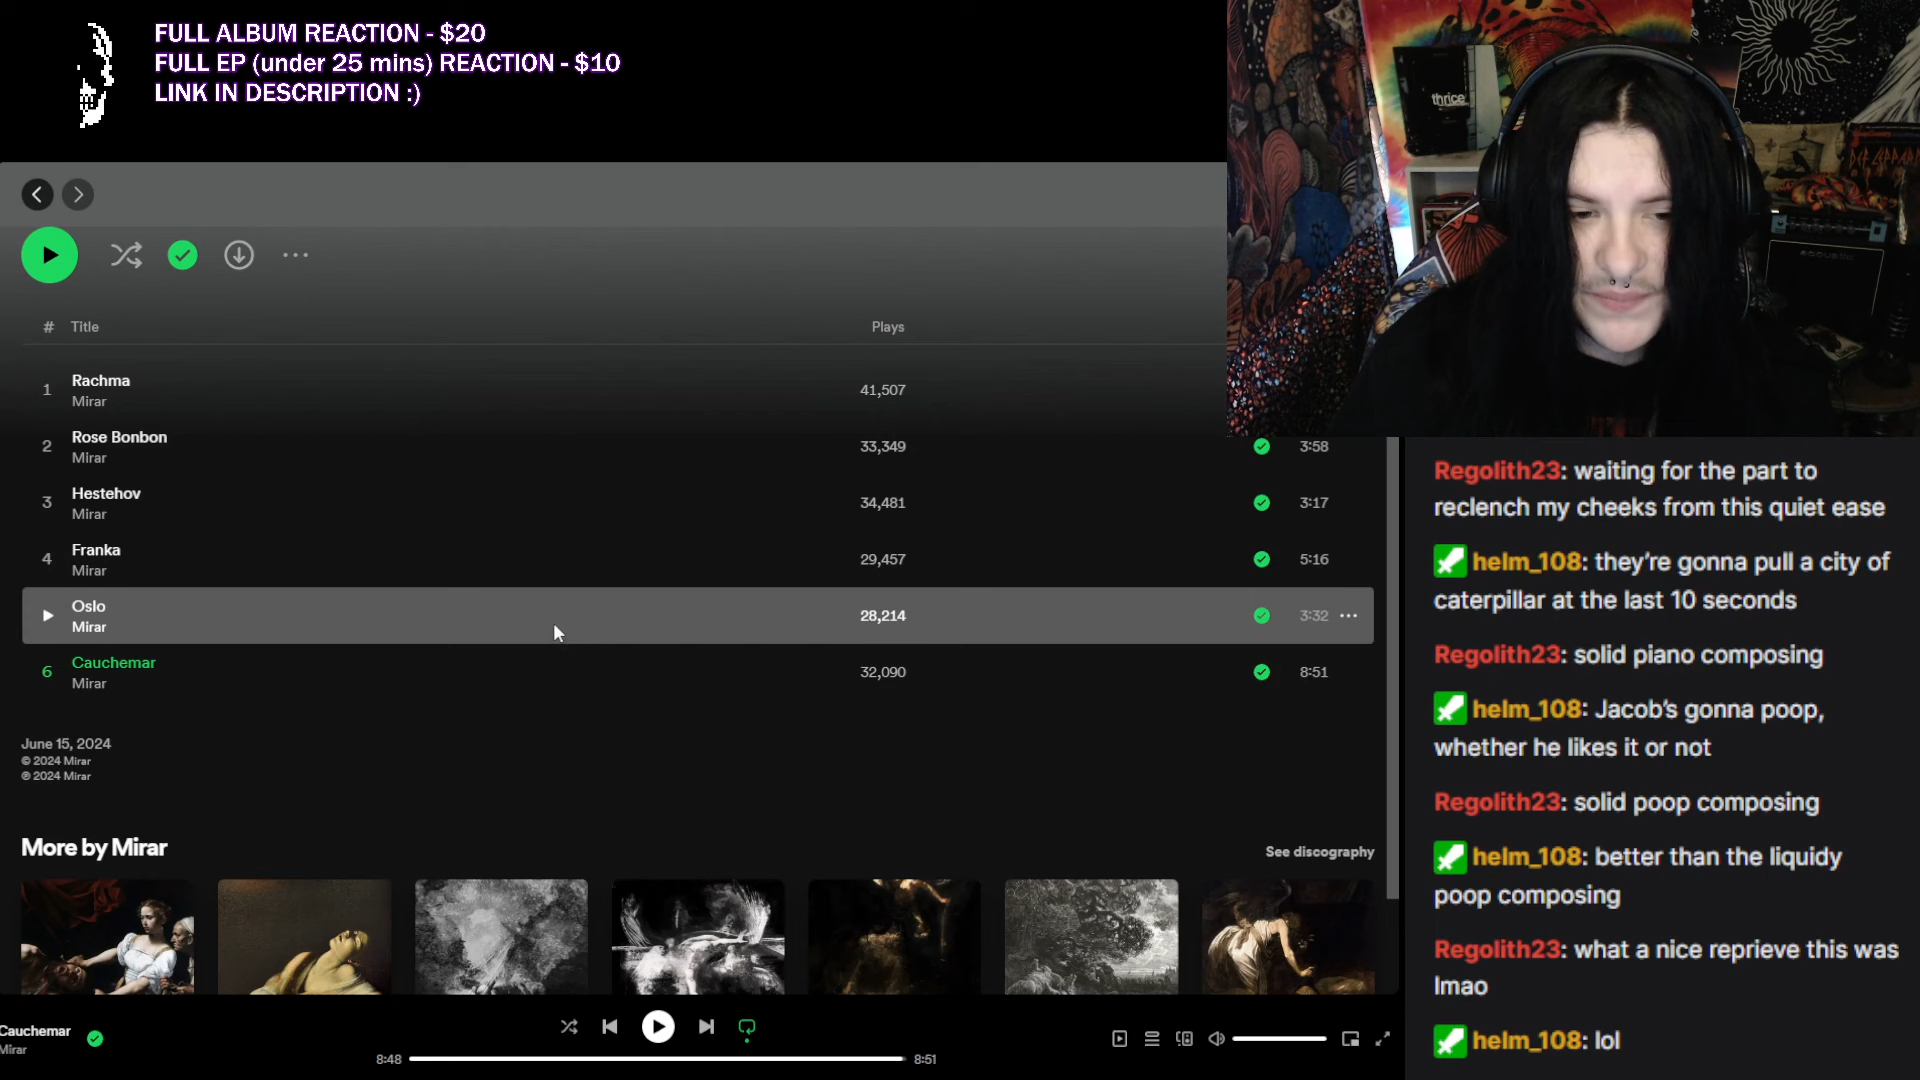 FULL ALBUM REACTION - $20
FULL EP (under 25 mins) REACTION - $10
LINK IN DESCRIPTION :)
thrice
DEF LEPPARD
ACOUSTIC
# Title Plays
1 Rachma 41,507
Mirar
2 Rose Bonbon 33,349 3:58
Mirar
3 Hestehov 34,481 3:17
Mirar
4 Franka 29,457 5:16
Mirar
Oslo 28,214 3:32
Mirar
6 Cauchemar 32,090 8:51
Mirar
June 15, 2024
© 2024 Mirar
℗ 2024 Mirar
More by Mirar
See discography
Cauchemar
Mirar
8:48
8:51
Regolith23: waiting for the part to
reclench my cheeks from this quiet ease
helm_108: they’re gonna pull a city of
caterpillar at the last 10 seconds
Regolith23: solid piano composing
helm_108: Jacob’s gonna poop,
whether he likes it or not
Regolith23: solid poop composing
helm_108: better than the liquidy
poop composing
Regolith23: what a nice reprieve this was
lmao
helm_108: lol